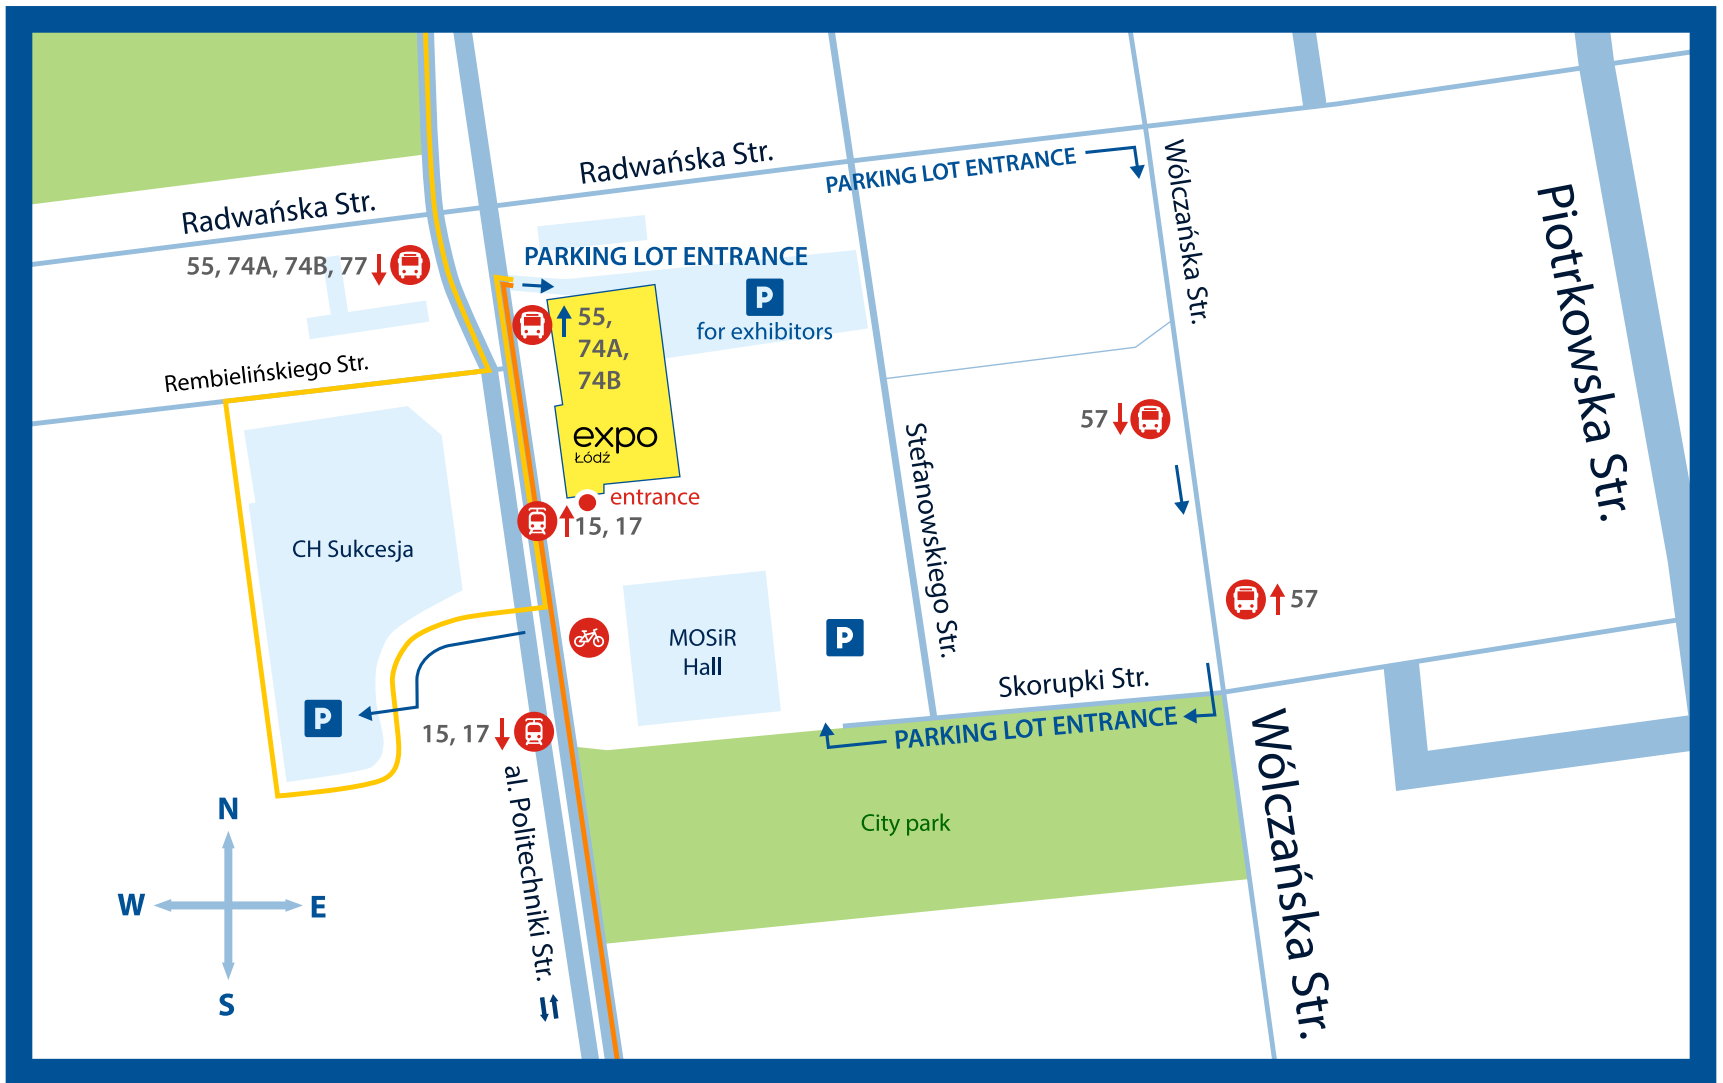 Radwańska Str.
PARKING LOT ENTRANCE
Wólczańska Str.
Piotrkowska Str.
Radwańska Str.
55, 74A, 74B, 77
PARKING LOT ENTRANCE
P
for exhibitors
55,
74A,
74B
Rembielińskiego Str.
expo
Łódź
entrance
15, 17
57
Stefanowskiego Str.
CH Sukcesja
57
MOSiR
Hall
P
Skorupki Str.
P
PARKING LOT ENTRANCE
15, 17
al. Politechniki Str.
Wólczańska Str.
City park
N
W
E
S